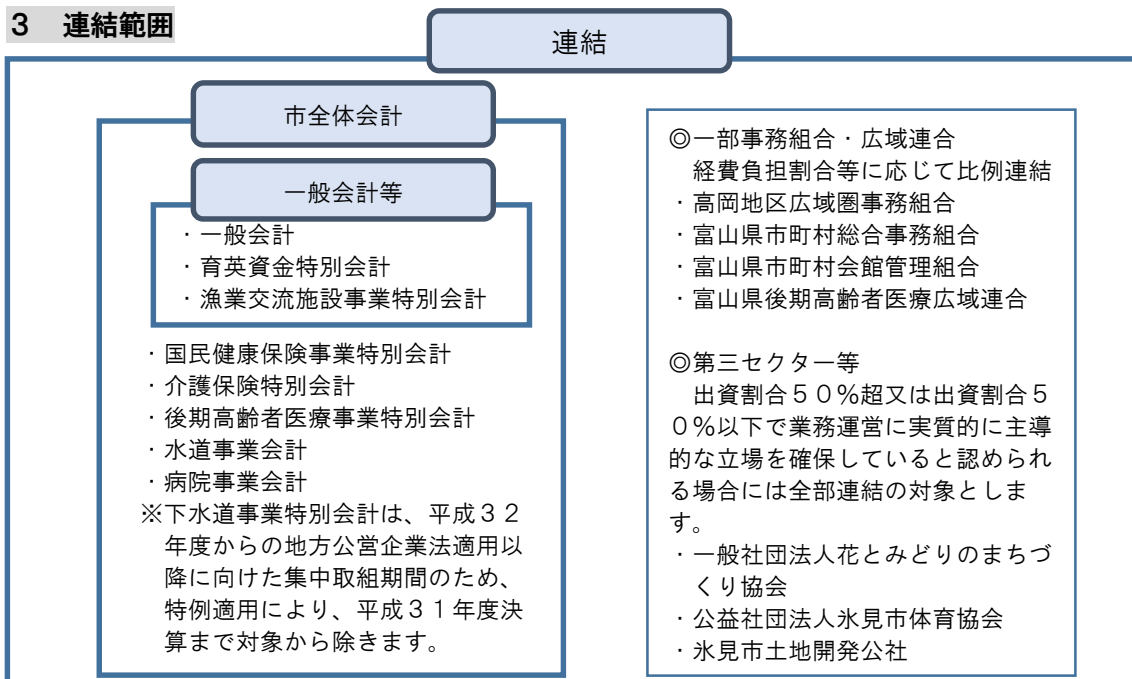 ３　連結範囲
連結
市全体会計
一般会計等
・一般会計
・育英資金特別会計
・漁業交流施設事業特別会計
・国民健康保険事業特別会計
・介護保険特別会計
・後期高齢者医療事業特別会計
・水道事業会計
・病院事業会計
※下水道事業特別会計は、平成３２
年度からの地方公営企業法適用以
降に向けた集中取組期間のため、
特例適用により、平成３１年度決
算まで対象から除きます。
◎一部事務組合・広域連合
経費負担割合等に応じて比例連結
・高岡地区広域圏事務組合
・富山県市町村総合事務組合
・富山県市町村会館管理組合
・富山県後期高齢者医療広域連合
◎第三セクター等
出資割合５０％超又は出資割合５
０％以下で業務運営に実質的に主導
的な立場を確保していると認められ
る場合には全部連結の対象としま
す。
・一般社団法人花とみどりのまちづ
くり協会
・公益社団法人氷見市体育協会
・氷見市土地開発公社